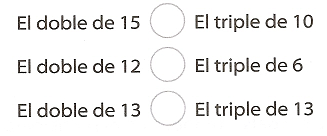 El doble de 15 El triple de 10
El doble de 12 El triple de 6
El doble de 13 El triple de 13